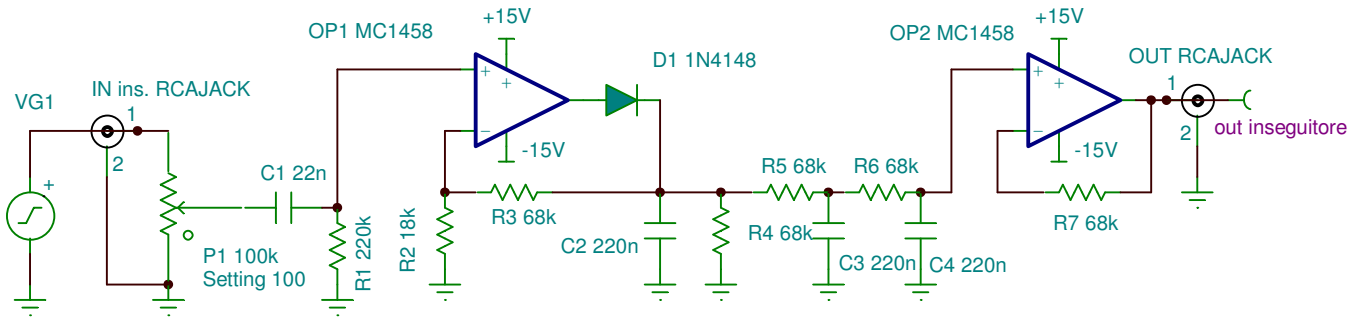 VG1
+
IN ins. RCAJACK
1
2
P1 100k
Setting 100
C1 22n
R1 220k
OP1 MC1458
+15V
+
+
-15V
R2 18k
R3 68k
D1 1N4148
C2 220n
R4 68k
R5 68k
C3 220n
R6 68k
C4 220n
OP2 MC1458
+15V
+
+
-15V
R7 68k
OUT RCAJACK
1
2
out inseguitore